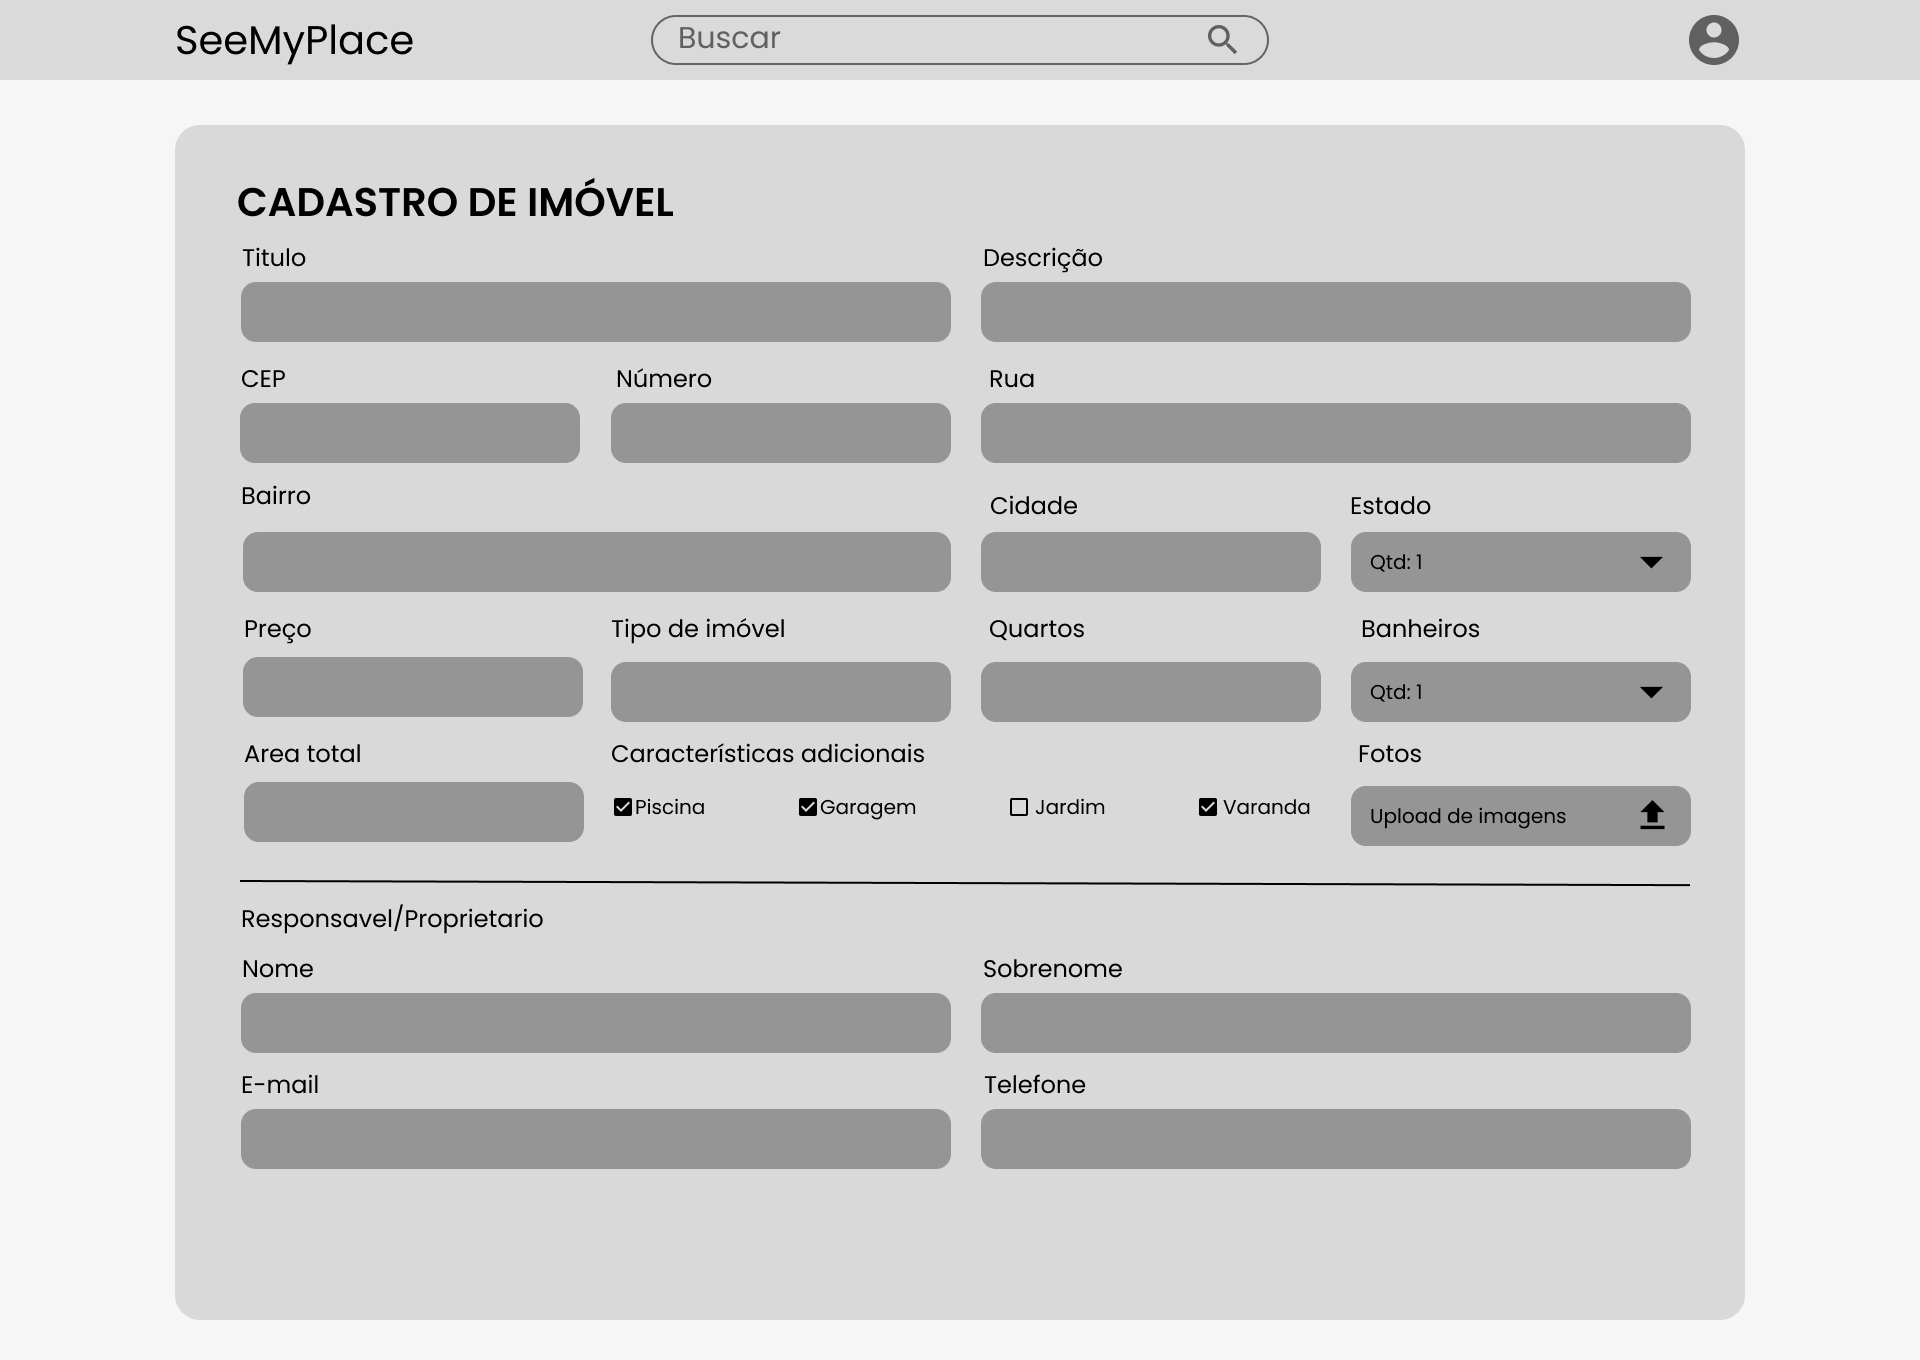 SeeMyPlace
Buscar
CADASTRO DE IMÓVEL
Titulo Descrição
CEP Número Rua
Bairro Cidade Estado
Qtd: 1
Preço Tipo de imóvel Quartos Banheiros
Qtd: 1
Area total Características adicionais Fotos
Piscina Garagem Jardim Varanda Upload de imagens
Responsavel/Proprietario
Nome Sobrenome
E-mail Telefone